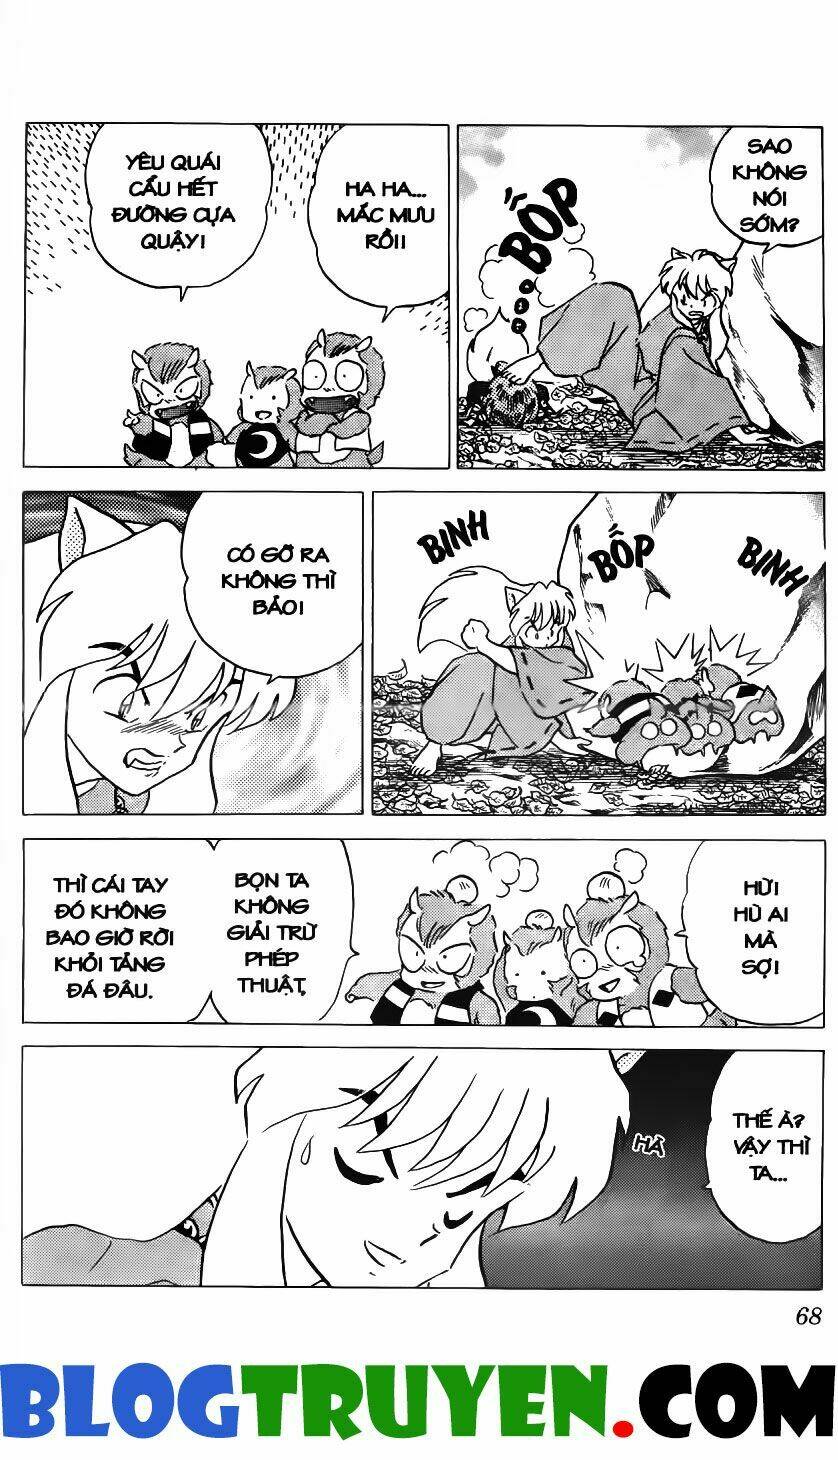 SAO
KHÔNG
NÓI
SỚM?
BỐP
HA HA...
MẮC MƯU
RỒI!
YÊU QUÁI
CẨU HẾT
ĐƯỜNG CỰA
QUẬY!
BINH
BỐP
BINH
CÓ GỠ RA
KHÔNG THÌ
BẢO!
HỪ!
HÙ AI
MÀ
SỢ!
BỌN TA
KHÔNG
GIẢI TRỪ
PHÉP
THUẬT,
THÌ CÁI TAY
ĐÓ KHÔNG
BAO GIỜ RỜI
KHỎI TẢNG
ĐÁ ĐÂU.
THẾ À?
VẬY THÌ
TA...
HÀ
68
BLOGTRUYEN.COM